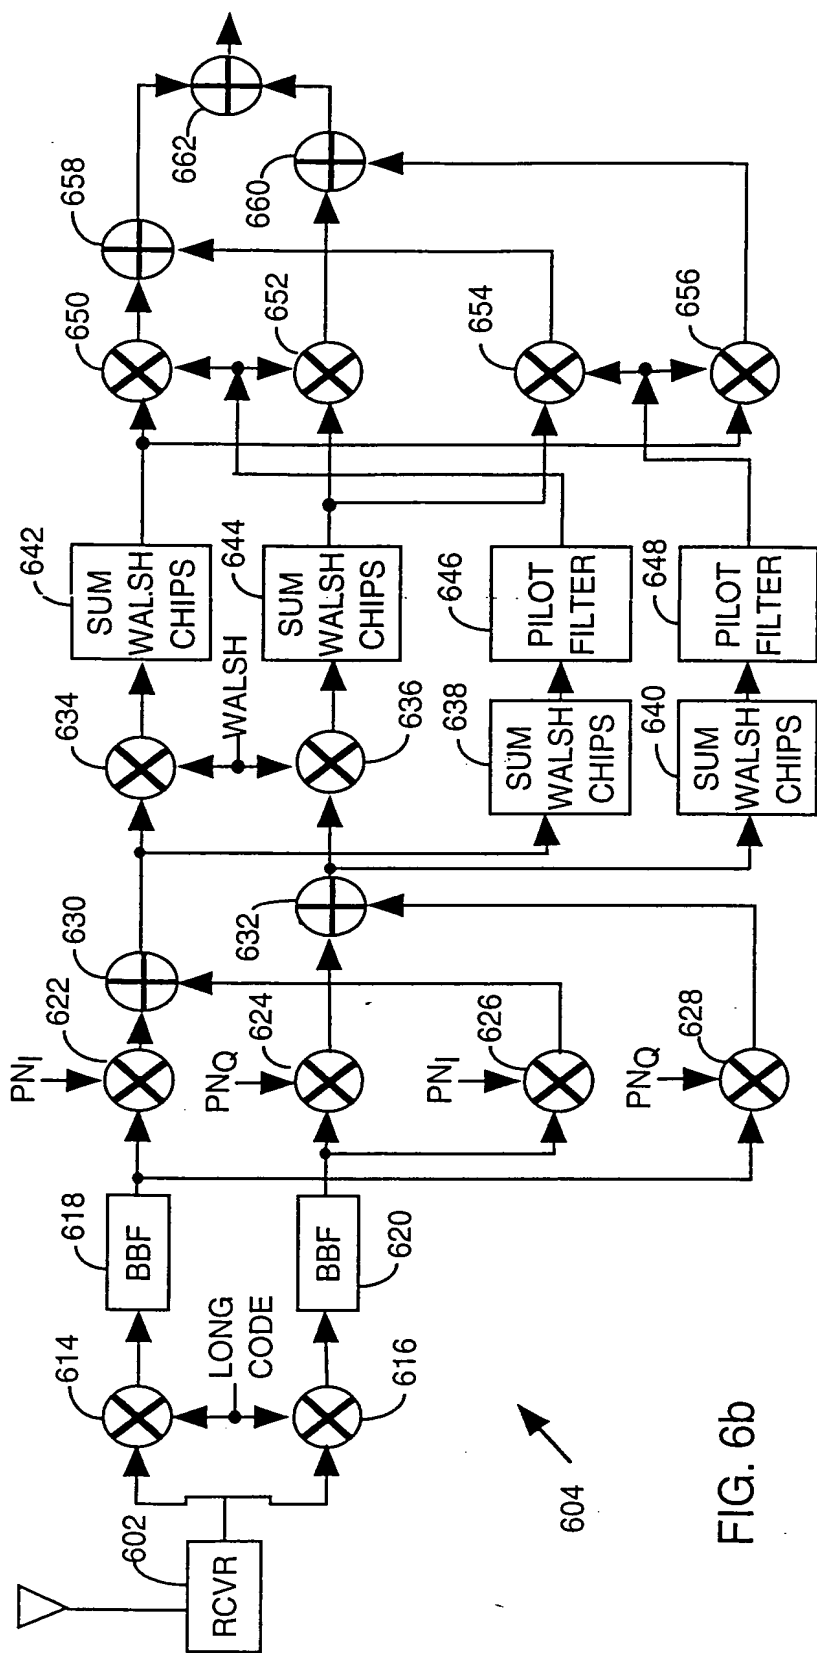 602
RCVR
614
LONG
CODE
616
618
BBF
BBF
620
PNI
622
PNQ
624
PNI
626
PNQ
628
630
632
634
WALSH
636
638
SUM
WALSH
CHIPS
640
SUM
WALSH
CHIPS
642
SUM
WALSH
CHIPS
644
SUM
WALSH
CHIPS
646
PILOT
FILTER
648
PILOT
FILTER
650
652
654
656
658
660
662
604
FIG. 6b